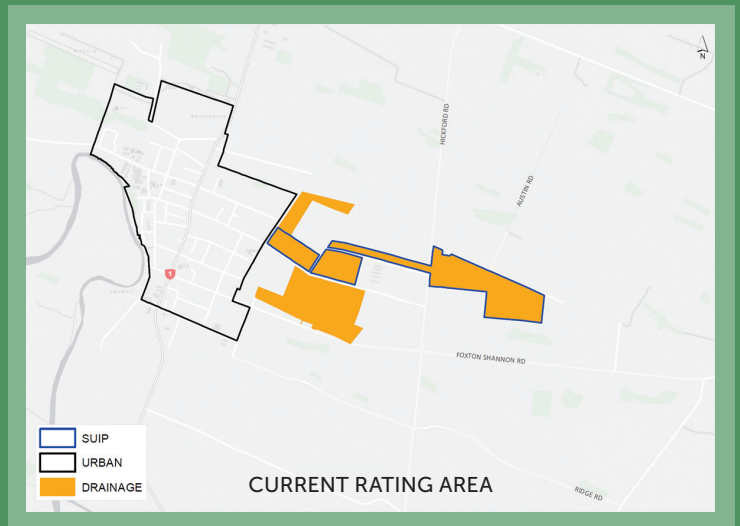 N
HICKFORD RD
AUSTIN RD
1
FOXTON SHANNON RD
SUIP
URBAN
DRAINAGE
CURRENT RATING AREA
RIDGE RD